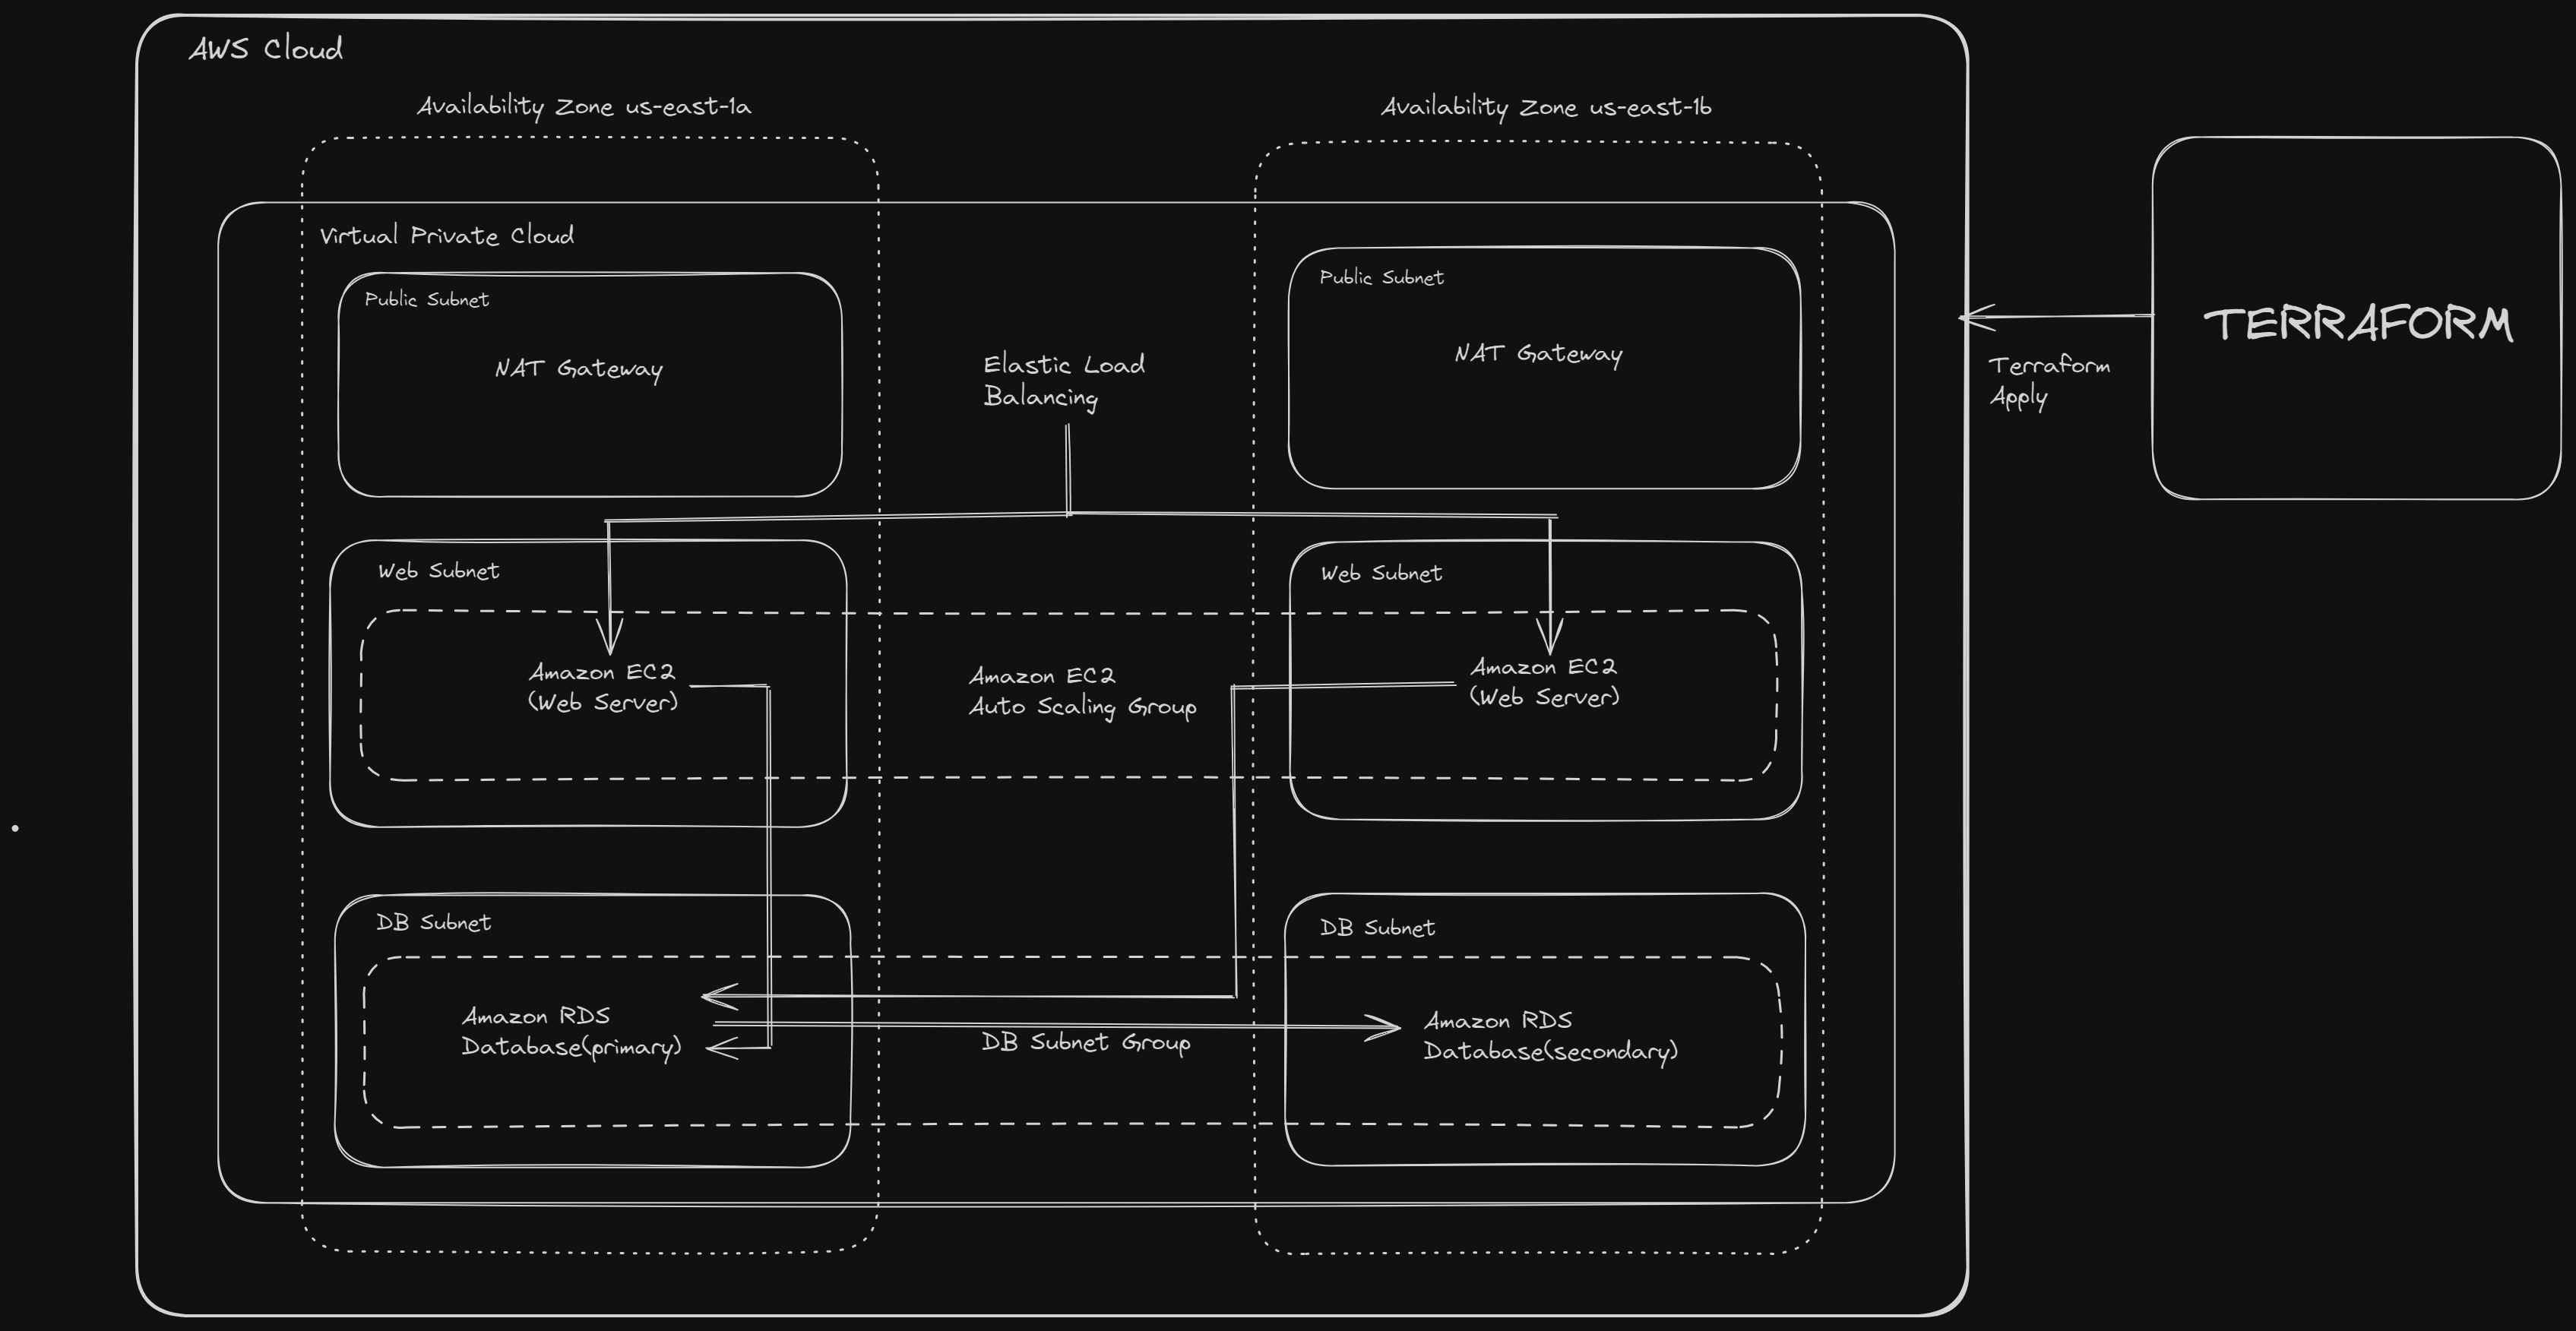 AWS Cloud
Availability Zone us-east-1a
Availability Zone us-east-1b
Virtual Private Cloud
Public Subnet
NAT Gateway
Public Subnet
NAT Gateway
Elastic Load
Balancing
TERRAFORM
Terraform
Apply
Web Subnet
Amazon EC2
(Web Server)
Amazon EC2
Auto Scaling Group
Web Subnet
Amazon EC2
(Web Server)
DB Subnet
Amazon RDS
Database(primary)
DB Subnet Group
DB Subnet
Amazon RDS
Database(secondary)